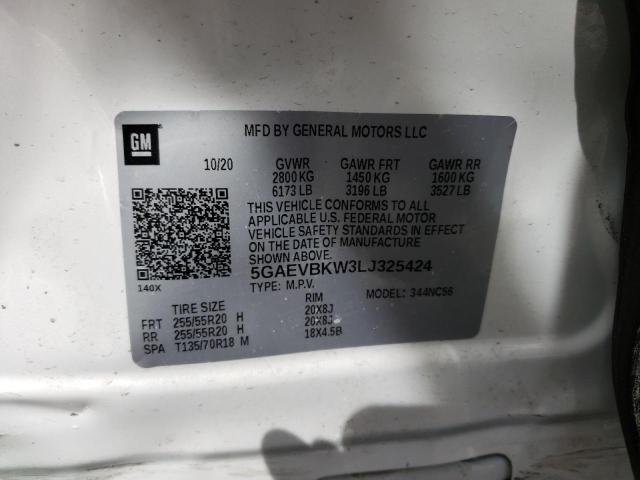 GM
MFD BY GENERAL MOTORS LLC
10/20 GVWR GAWR FRT GAWR RR
2800 KG 1450 KG 1600 KG
6173 LB 3196 LB 3527 LB
THIS VEHICLE CONFORMS TO ALL
APPLICABLE U.S. FEDERAL MOTOR
VEHICLE SAFETY STANDARDS IN EFFECT
ON THE DATE OF MANUFACTURE
SHOWN ABOVE.
5GAEVBKW3LJ325424
140X
TYPE: M.P.V. MODEL: 344NC56
TIRE SIZE RIM
FRT 255/55R20 H 20X8J
RR 255/55R20 H 20X8J
SPA T135/70R18 M 18X4.5B